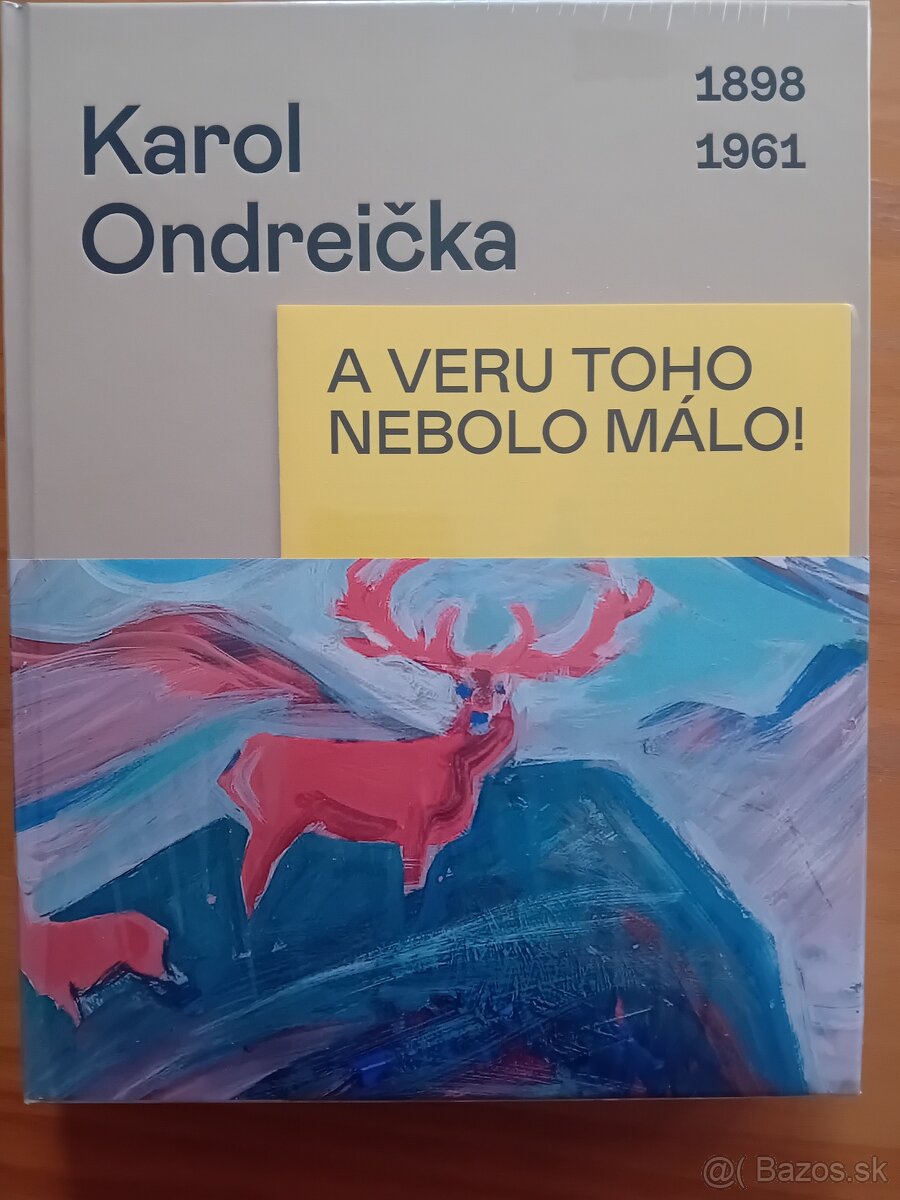 Karol
Ondreička
1898
1961
A VERU TOHO
NEBOLO MÁLO!
@( Bazos.sk